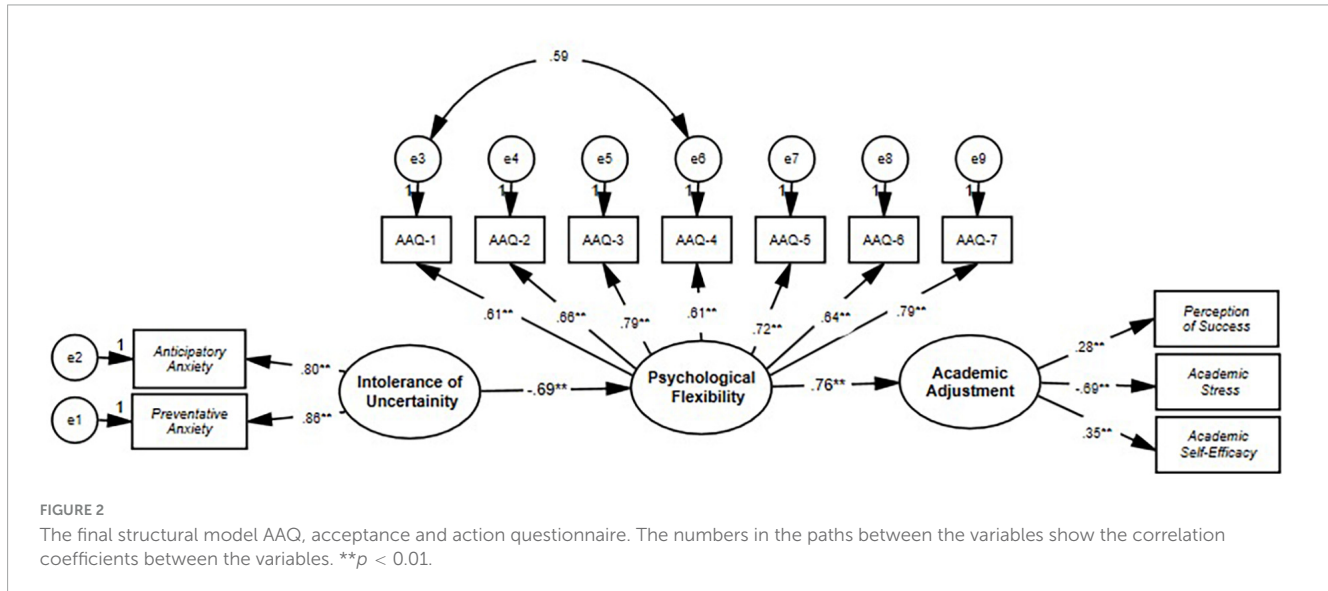 .59
e3 e4 e5 e6 e7 e8 e9
1 1 1 1 1 1 1
AAQ-1 AAQ-2 AAQ-3 AAQ-4 AAQ-5 AAQ-6 AAQ-7
.61** .66** .79** .61** .72** .64** .79**
e2
1
Anticipatory
Anxiety
.80**
e1
1
Preventative
Anxiety
.86**
Intolerance of
Uncertainity
-.69**
Psychological
Flexibility
.76**
Academic
Adjustment
.28**
Perception
of Success
-.69**
Academic
Stress
.35**
Academic
Self-Efficacy
FIGURE 2
The final structural model AAQ, acceptance and action questionnaire. The numbers in the paths between the variables show the correlation
coefficients between the variables. **p < 0.01.